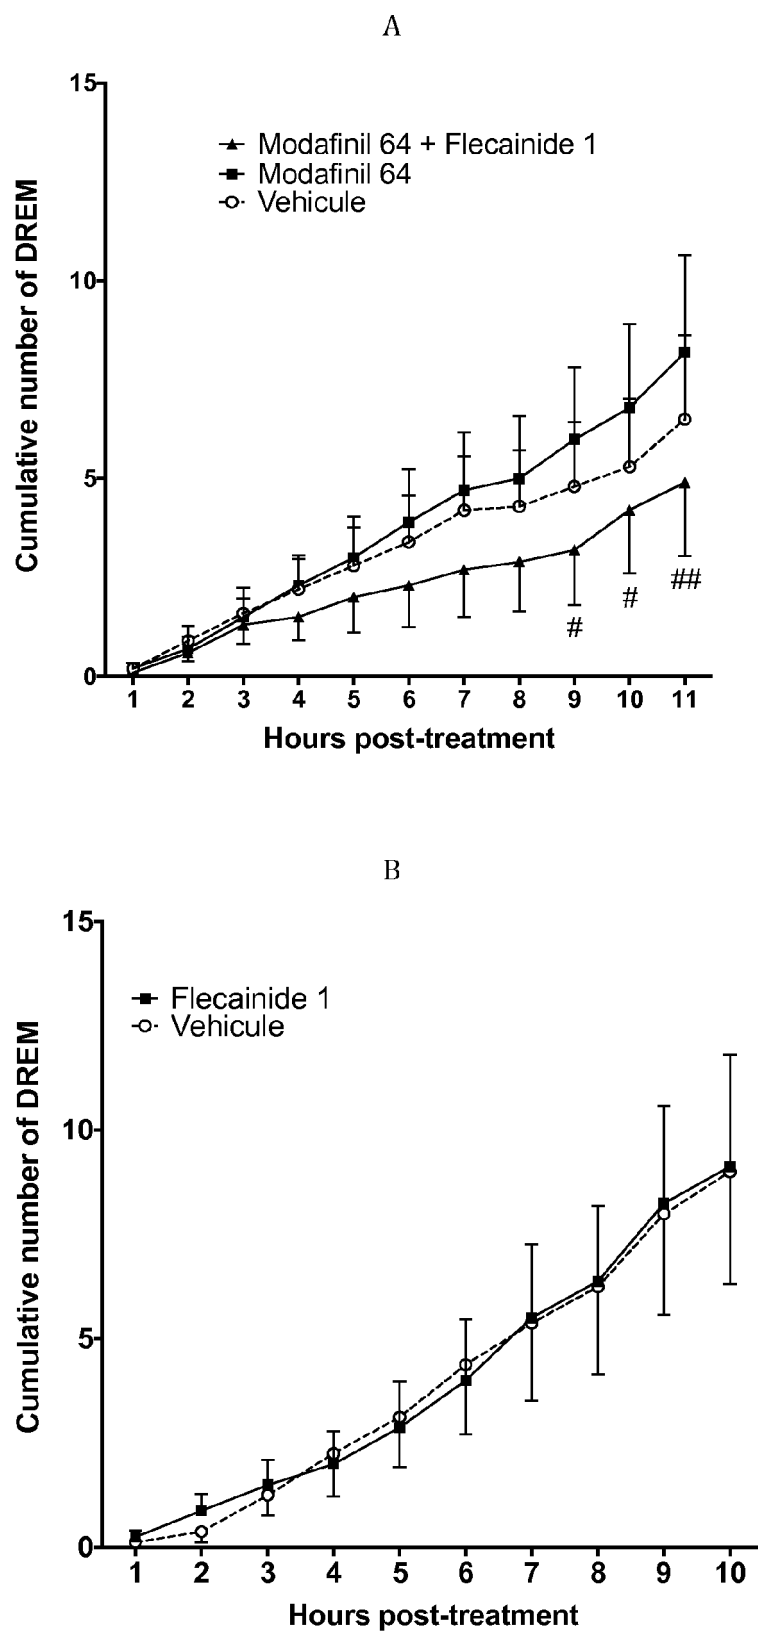 A
15
10
5
0
Modafinil 64 + Flecainide 1
Modafinil 64
Vehicule
Cumulative number of DREM
#
#
##
1 2 3 4 5 6 7 8 9 10 11
Hours post-treatment
B
15
10
5
0
Flecainide 1
Vehicule
Cumulative number of DREM
1 2 3 4 5 6 7 8 9 10
Hours post-treatment